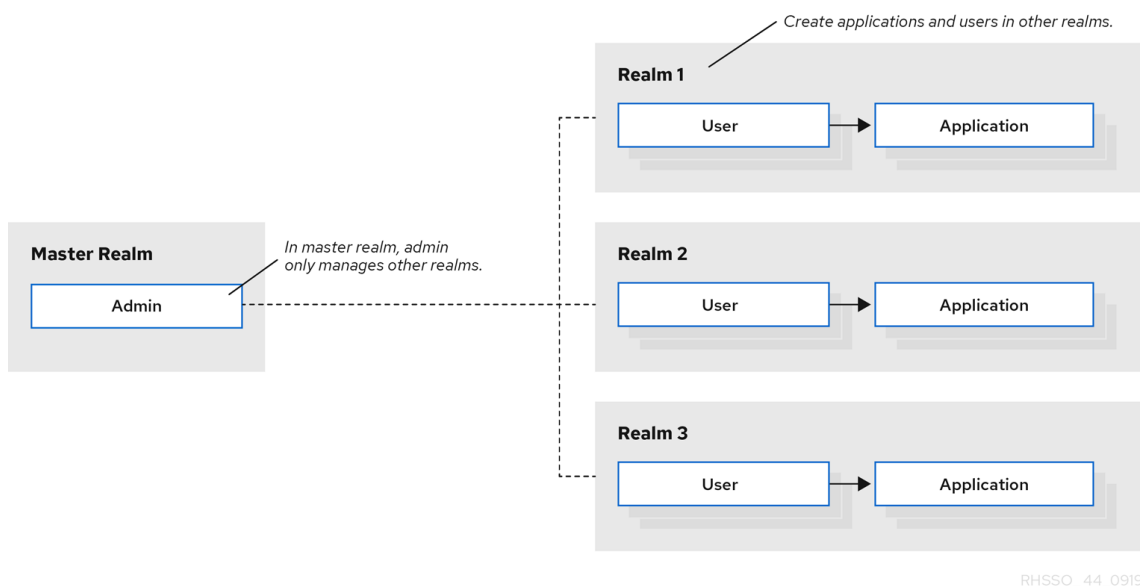 Create applications and users in other realms.
Realm 1
User
Application
Master Realm
In master realm, admin
only manages other realms.
Admin
Realm 2
User
Application
Realm 3
User
Application
RHSSO_44_0919